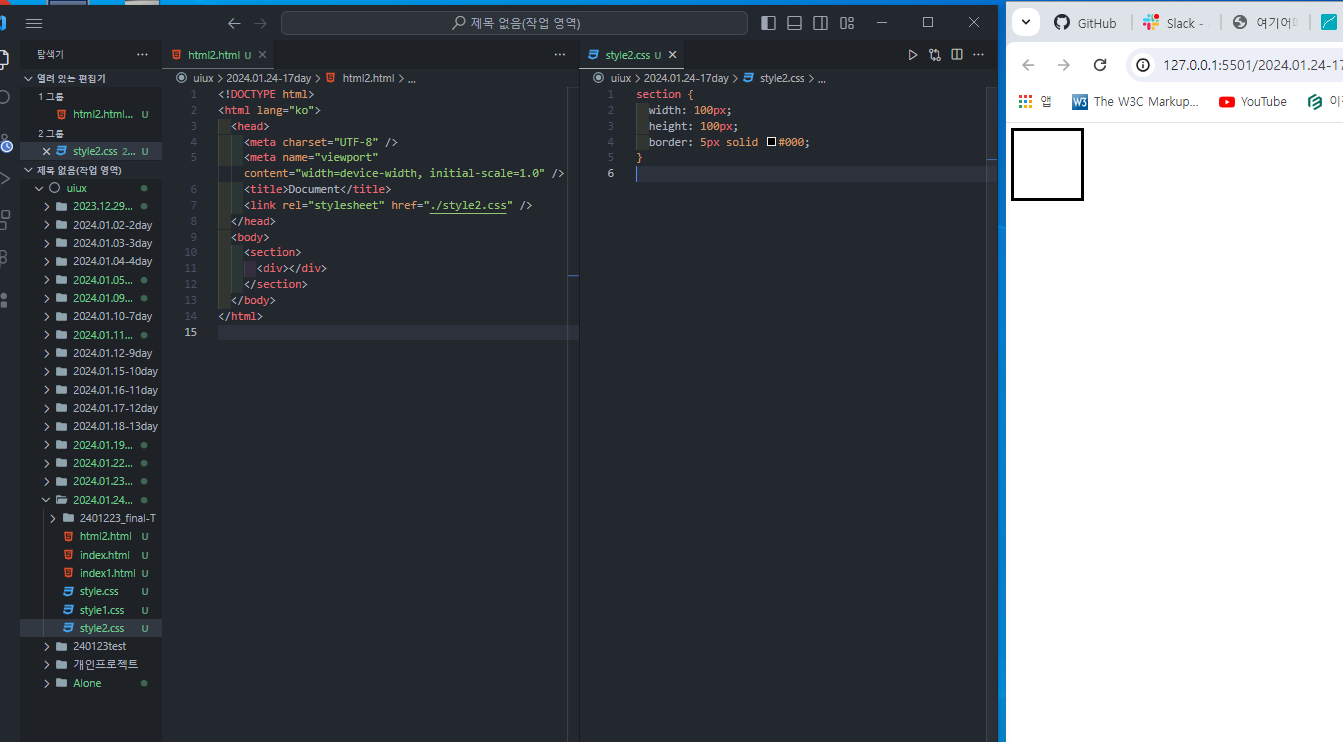 제목 없음(작업 영역)
탐색기
열려 있는 편집기
1 그룹
html2.html... U
2 그룹
style2.css 2... U
제목 없음(작업 영역)
uiux
2023.12.29...
2024.01.02-2day
2024.01.03-3day
2024.01.04-4day
2024.01.05...
2024.01.09...
2024.01.10-7day
2024.01.11...
2024.01.12-9day
2024.01.15-10day
2024.01.16-11day
2024.01.17-12day
2024.01.18-13day
2024.01.19...
2024.01.22...
2024.01.23...
2024.01.24...
2401223_final-T
html2.html U
index.html U
index1.html U
style.css U
style1.css U
style2.css U
240123test
개인프로젝트
Alone
html2.html U
uiux > 2024.01.24-17day > html2.html > ...
1 <!DOCTYPE html>
2 <html lang="ko">
3 <head>
4 <meta charset="UTF-8" />
5 <meta name="viewport"
content="width=device-width, initial-scale=1.0" />
6 <title>Document</title>
7 <link rel="stylesheet" href="./style2.css" />
8 </head>
9 <body>
10 <section>
11 <div></div>
12 </section>
13 </body>
14 </html>
15
style2.css U
uiux > 2024.01.24-17day > style2.css > ...
1 section {
2 width: 100px;
3 height: 100px;
4 border: 5px solid #000;
5 }
6
GitHub
Slack -
여기어
127.0.0.1:5501/2024.01.24-17
앱
W3 The W3C Markup...
YouTube